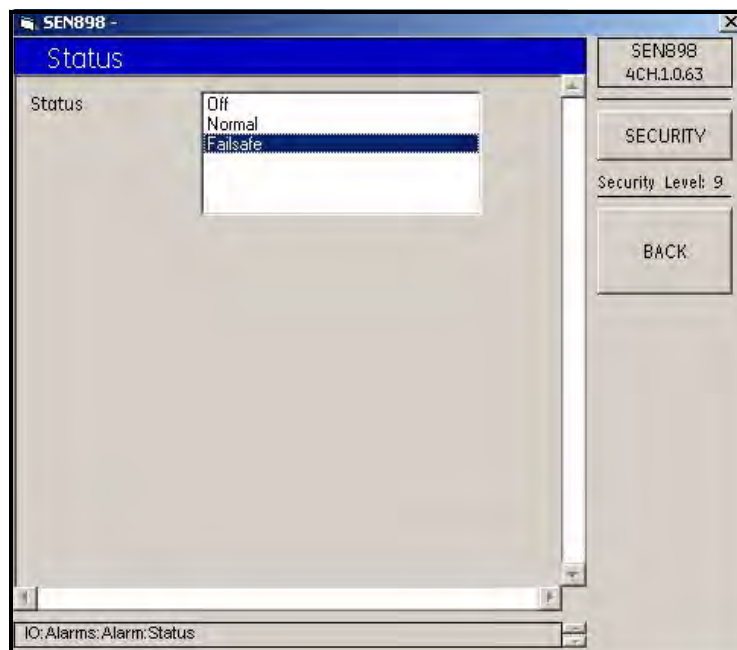 SEN898 -
Status
SEN898
4CH.1.0.63
Status
Off
Normal
Failsafe
SECURITY
Security Level: 9
BACK
IO:Alarms:Alarm:Status